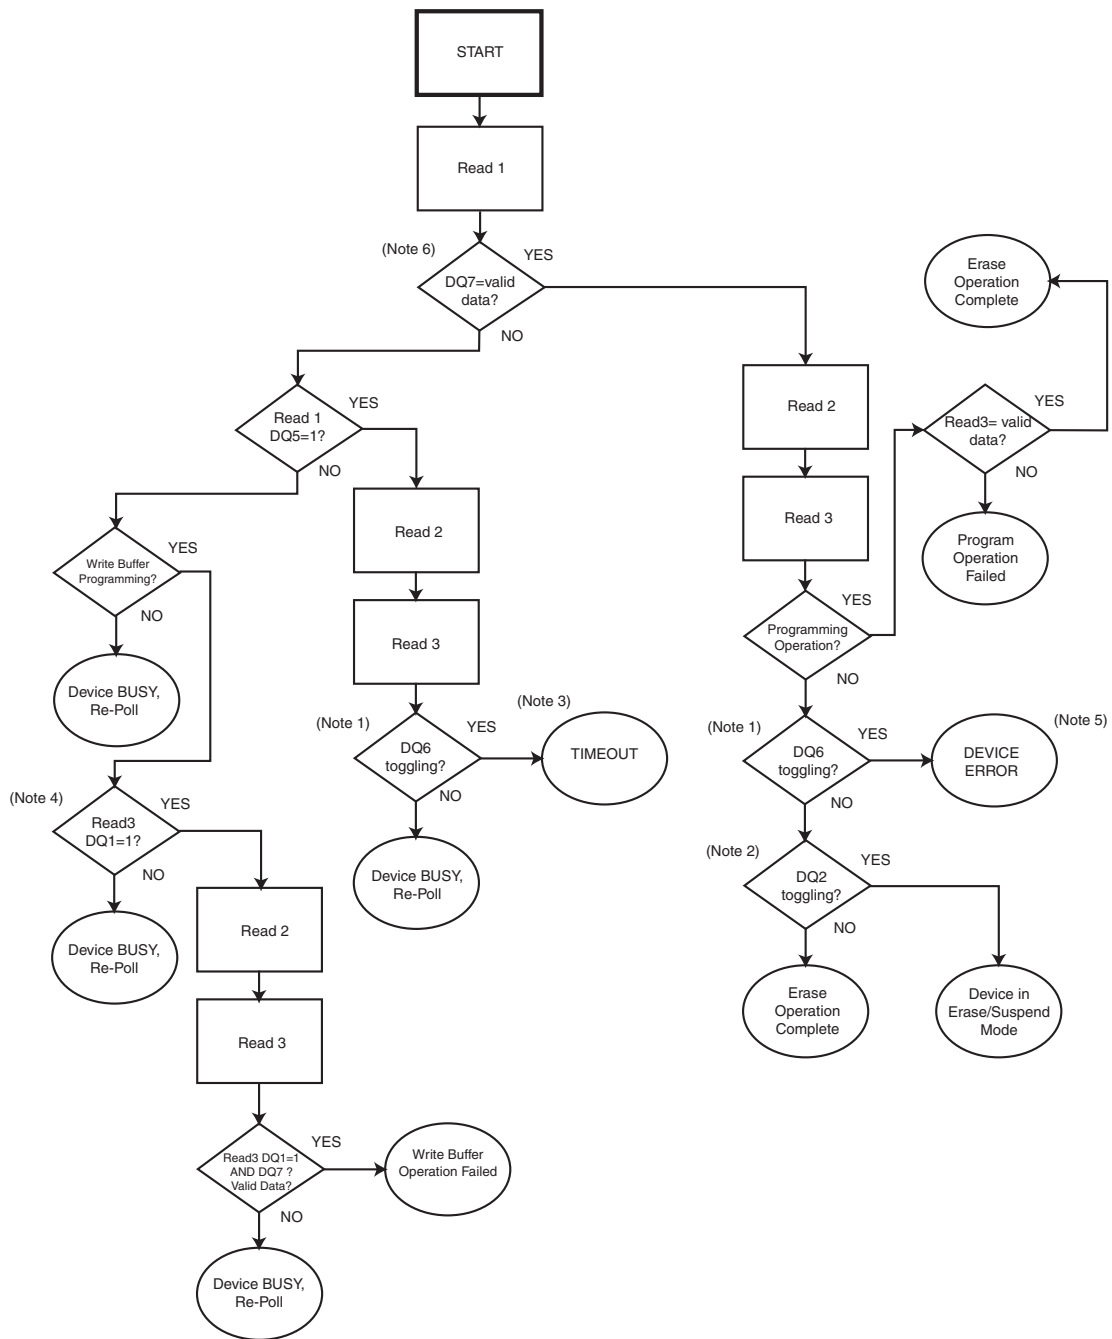 START
Read 1
(Note 6)
YES
DQ7=valid
data?
NO
Erase
Operation
Complete
Read 1
DQ5=1?
YES
NO
Read 2
Read3= valid
data?
YES
NO
Read 2
Read 3
Program
Operation
Failed
Write Buffer
Programming?
YES
NO
Device BUSY,
Re-Poll
Read 3
Programming
Operation?
YES
NO
(Note 1)
DQ6
toggling?
YES
NO
(Note 3)
TIMEOUT
(Note 1)
DQ6
toggling?
YES
NO
DEVICE
ERROR
(Note 5)
(Note 4)
Read3
DQ1=1?
YES
NO
Device BUSY,
Re-Poll
(Note 2)
DQ2
toggling?
YES
NO
Device BUSY,
Re-Poll
Read 2
Erase
Operation
Complete
Device in
Erase/Suspend
Mode
Read 3
Read3 DQ1=1
AND DQ7 ?
Valid Data?
YES
NO
Write Buffer
Operation Failed
Device BUSY,
Re-Poll